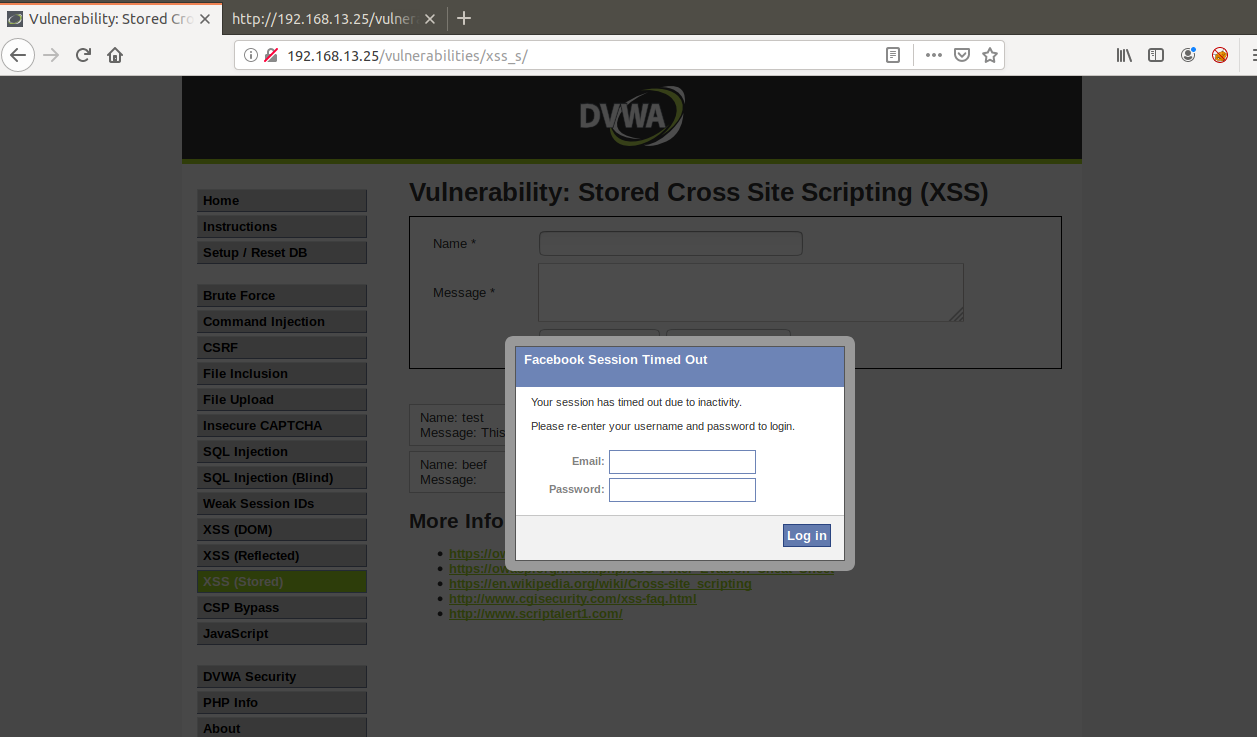 Vulnerability: Stored Cro
http://192.168.13.25/vulner
192.168.13.25/vulnerabilities/xss_s/
DVWA
Home
Instructions
Setup / Reset DB
Brute Force
Command Injection
CSRF
File Inclusion
File Upload
Insecure CAPTCHA
SQL Injection
SQL Injection (Blind)
Weak Session IDs
XSS (DOM)
XSS (Reflected)
XSS (Stored)
CSP Bypass
JavaScript
DVWA Security
PHP Info
About
Vulnerability: Stored Cross Site Scripting (XSS)
Name *
Message *
Name: test
Message: This
Name: beef
Message:
Facebook Session Timed Out
Your session has timed out due to inactivity.
Please re-enter your username and password to login.
Email:
Password:
Log in
More Info
https://ow
https://ow
https://en.wikipedia.org/wiki/Cross-site_scripting
http://www.cgisecurity.com/xss-faq.html
http://www.scriptalert1.com/